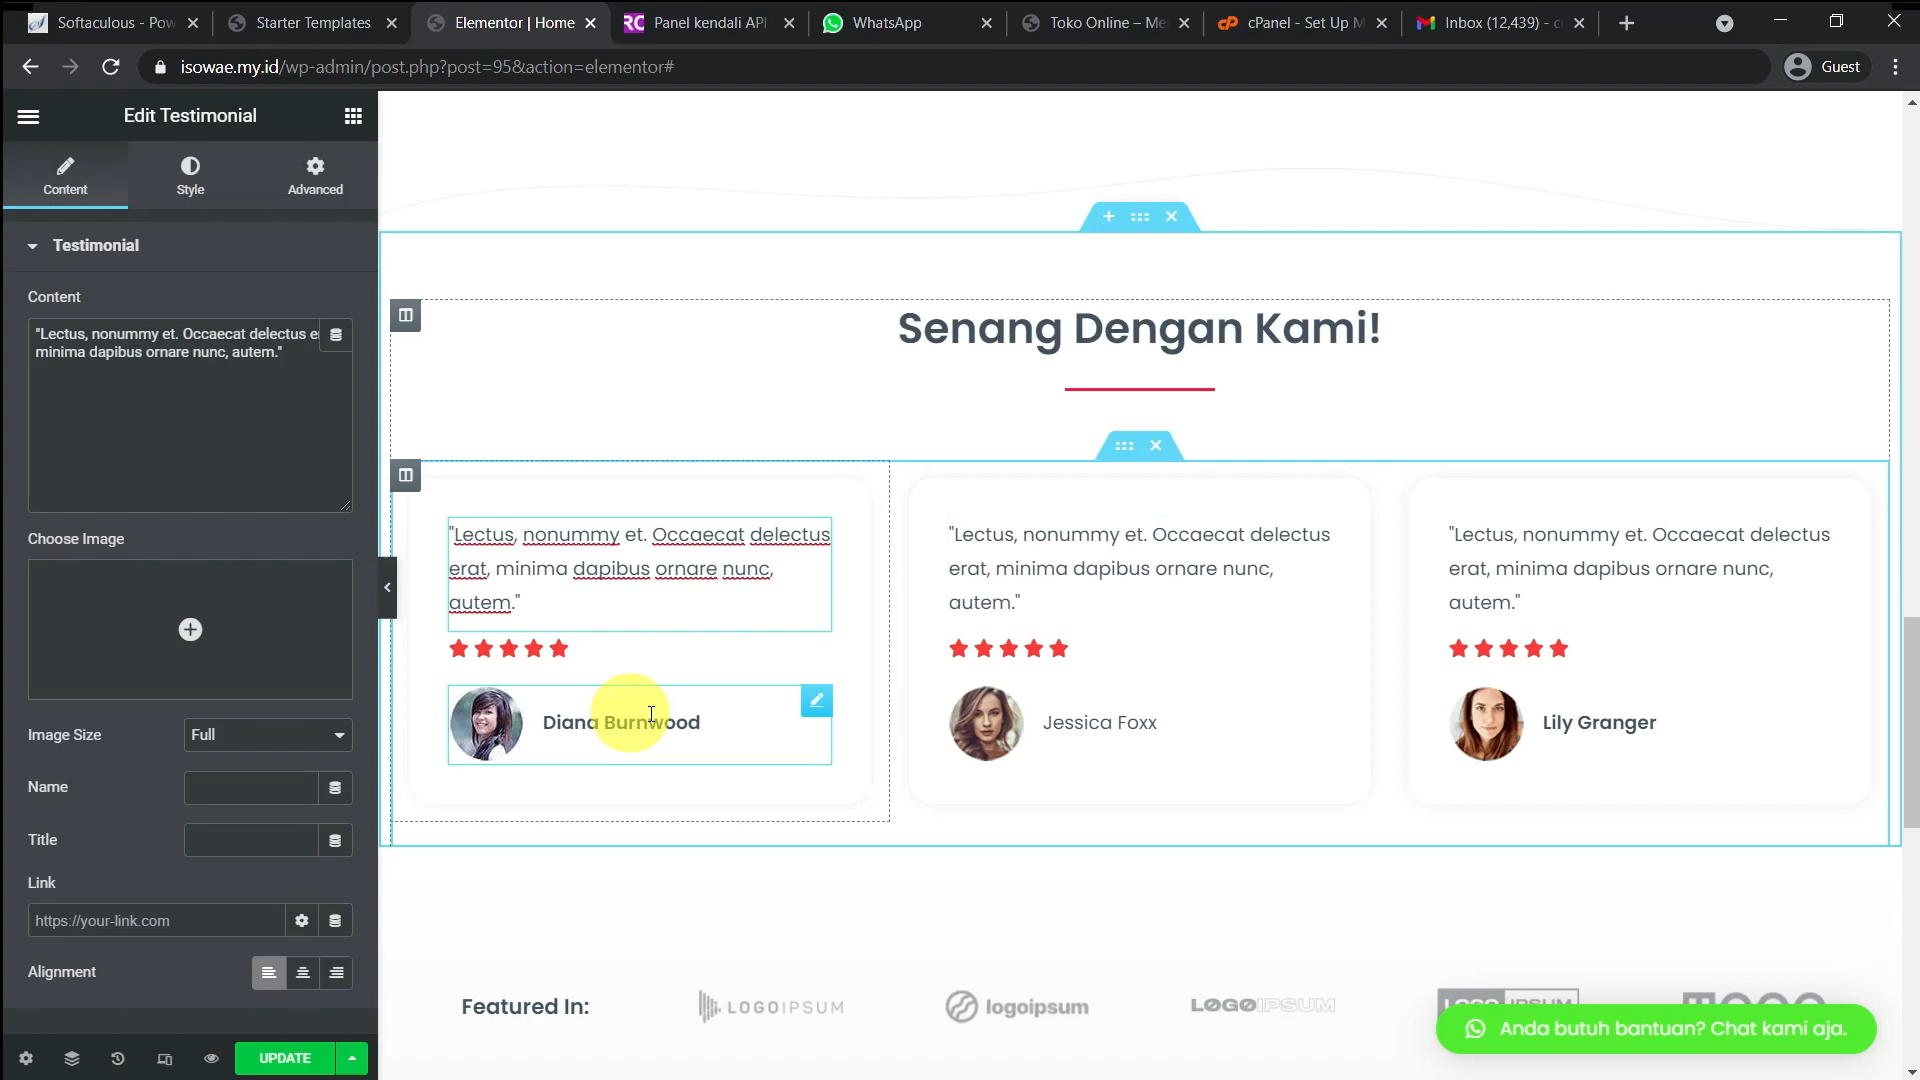 Softaculous - Pow
Starter Templates
Elementor | Home
RC
Panel kendali API
WhatsApp
Toko Online – Me
cP
cPanel - Set Up M
Inbox (12,439) - c
isowae.my.id/wp-admin/post.php?post=95&action=elementor#
Guest
Edit Testimonial
Content
Style
Advanced
Testimonial
Content
"Lectus, nonummy et. Occaecat delectus e
minima dapibus ornare nunc, autem."
Choose Image
Image Size
Full
Name
Title
Link
https://your-link.com
Alignment
UPDATE
Senang Dengan Kami!
"Lectus, nonummy et. Occaecat delectus
erat, minima dapibus ornare nunc,
autem."
Diana Burnwood
"Lectus, nonummy et. Occaecat delectus
erat, minima dapibus ornare nunc,
autem."
Jessica Foxx
"Lectus, nonummy et. Occaecat delectus
erat, minima dapibus ornare nunc,
autem."
Lily Granger
Featured In:
LOGOIPSUM
logoipsum
LOGOIPSUM
LOGO IPSUM
Anda butuh bantuan? Chat kami aja.